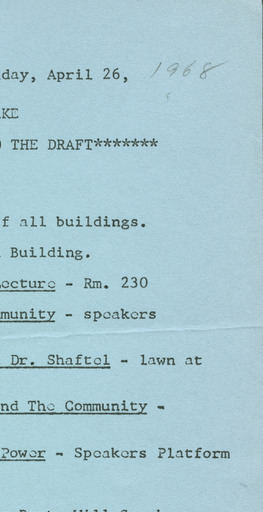 day, April 26, 1968
KE
THE DRAFT*******
f all buildings.
Building.
ecture - Rm. 230
munity - speakers
Dr. Shaftel - lawn at
nd The Community -
Power - Speakers Platform